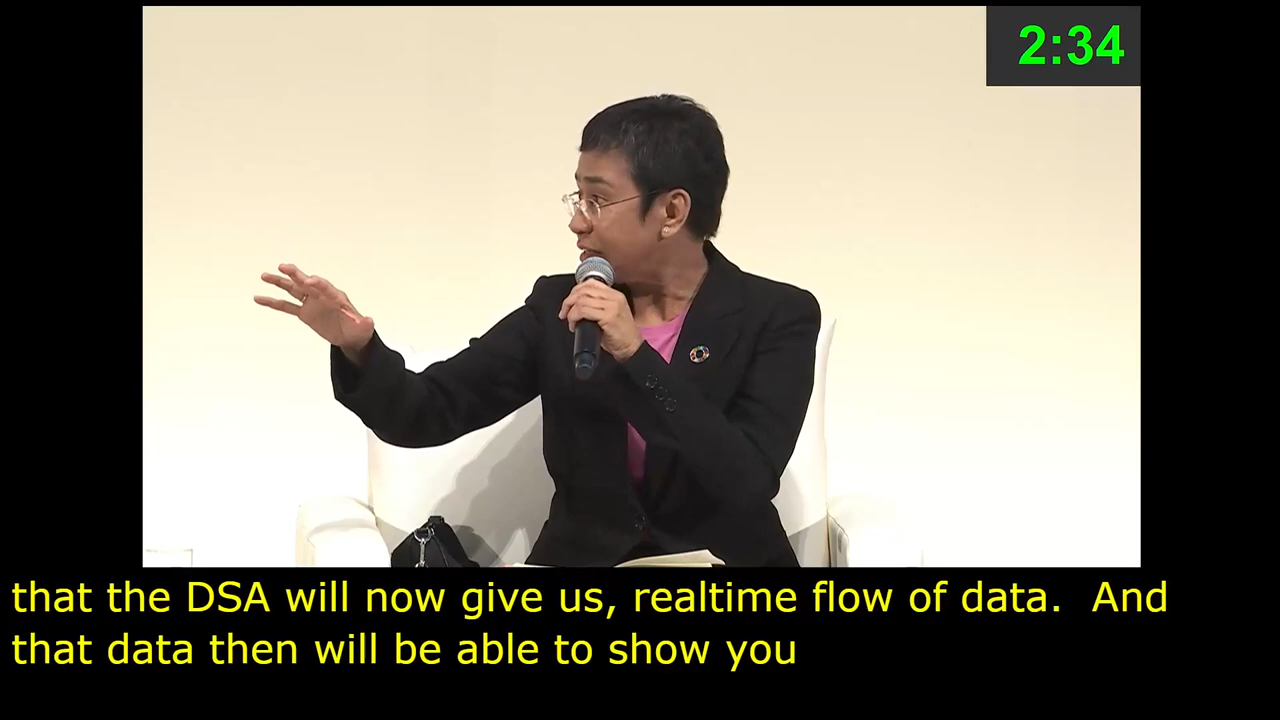 2:34
that the DSA will now give us, realtime flow of data.  And
that data then will be able to show you